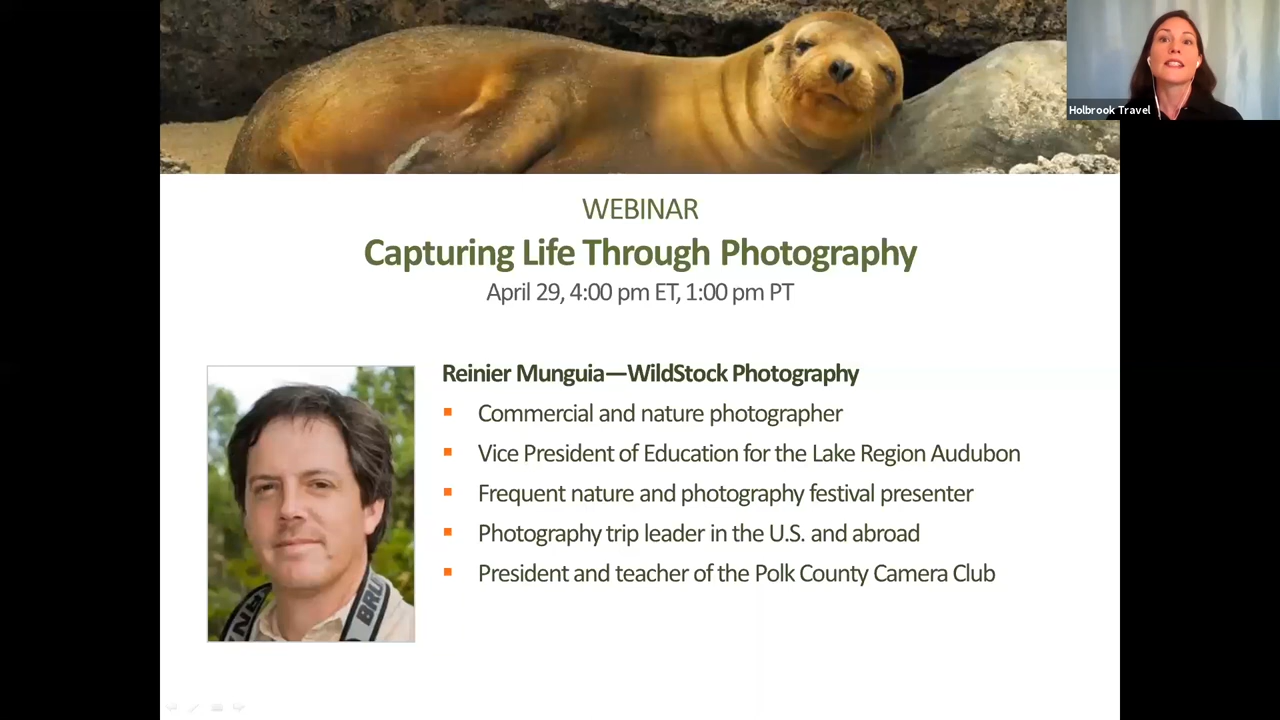 Holbrook Travel
WEBINAR
Capturing Life Through Photography
April 29, 4:00 pm ET, 1:00 pm PT
Reinier Munguia—WildStock Photography
▪ Commercial and nature photographer
▪ Vice President of Education for the Lake Region Audubon
▪ Frequent nature and photography festival presenter
▪ Photography trip leader in the U.S. and abroad
▪ President and teacher of the Polk County Camera Club